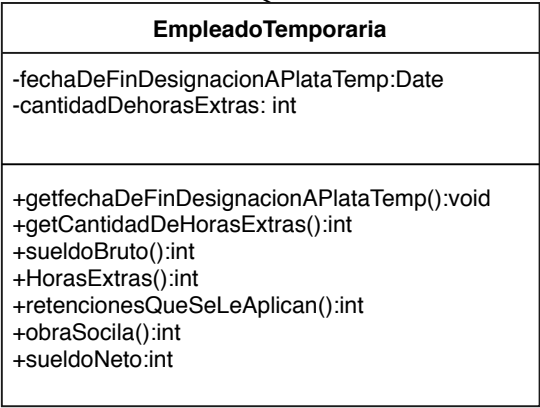 EmpleadoTemporaria
-fechaDeFinDesignacionAPlataTemp:Date
-cantidadDehorasExtras: int
+getfechaDeFinDesignacionAPlataTemp():void
+getCantidadDeHorasExtras():int
+sueldoBruto():int
+HorasExtras():int
+retencionesQueSeLeAplican():int
+obraSocila():int
+sueldoNeto:int